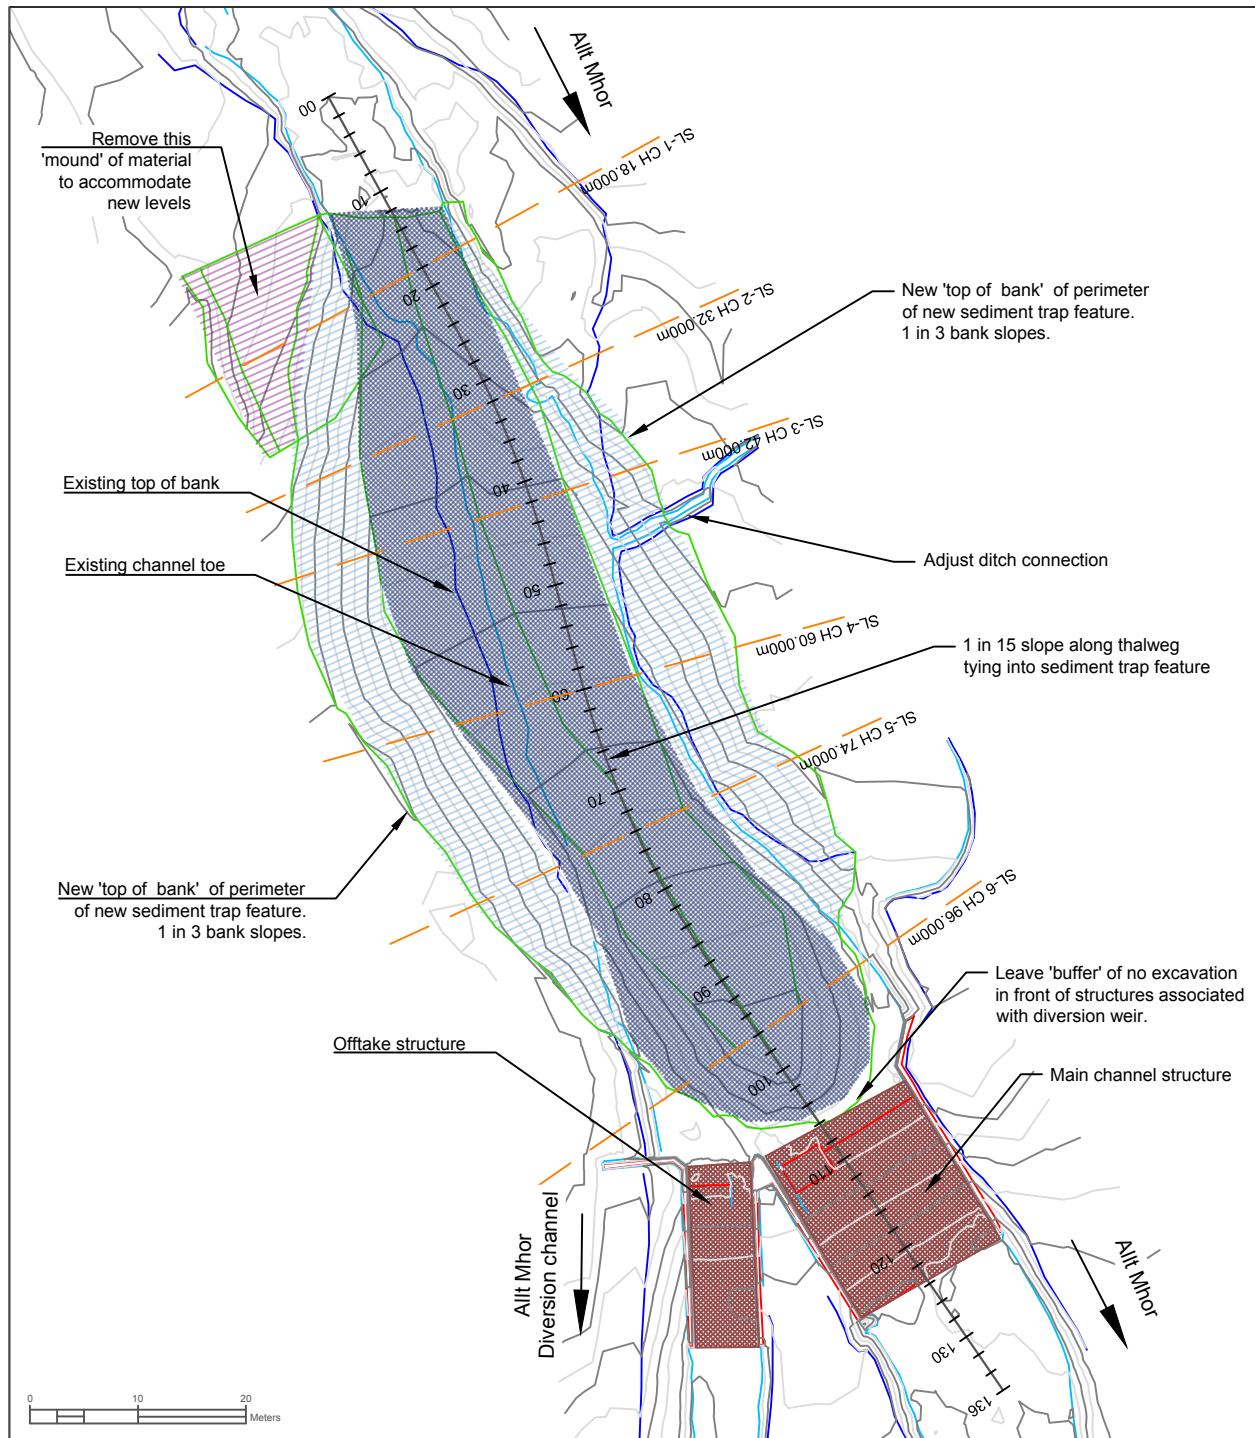 Allt Mhor
00
Remove this
'mound' of material
to accommodate
new levels
SL-1 CH 18.000m
10
20
SL-2 CH 32.000m
New 'top of bank' of perimeter
of new sediment trap feature.
1 in 3 bank slopes.
30
SL-3 CH 42.000m
40
Existing top of bank
Adjust ditch connection
Existing channel toe
50
SL-4 CH 60.000m
1 in 15 slope along thalweg
tying into sediment trap feature
60
SL-5 CH 74.000m
70
New 'top of bank' of perimeter
of new sediment trap feature.
1 in 3 bank slopes.
80
SL-6 CH 96.000m
90
Leave 'buffer' of no excavation
in front of structures associated
with diversion weir.
Offtake structure
100
Main channel structure
110
Allt Mhor
Diversion channel
120
Allt Mhor
130
136
0 10 20
Meters